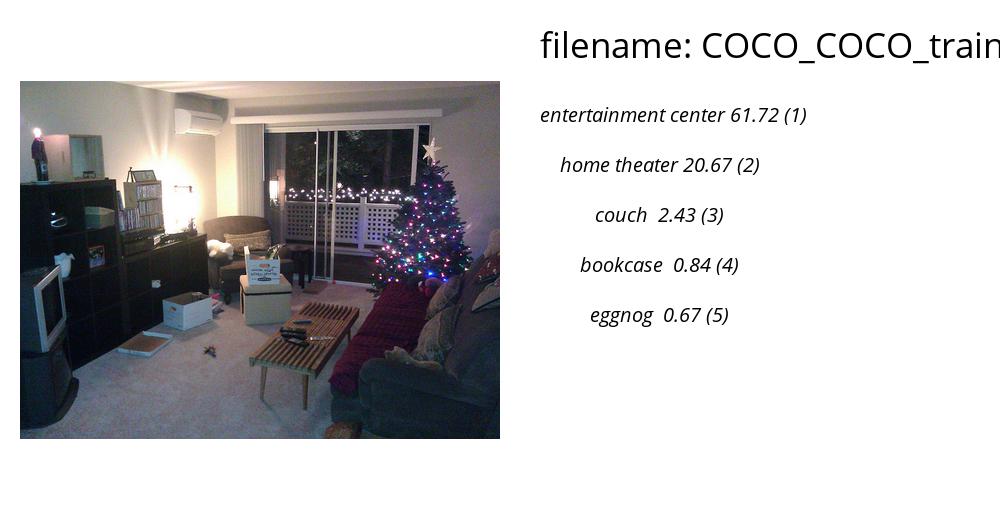 filename: COCO_COCO_train
entertainment center 61.72 (1)
home theater 20.67 (2)
couch 2.43 (3)
bookcase 0.84 (4)
eggnog 0.67 (5)